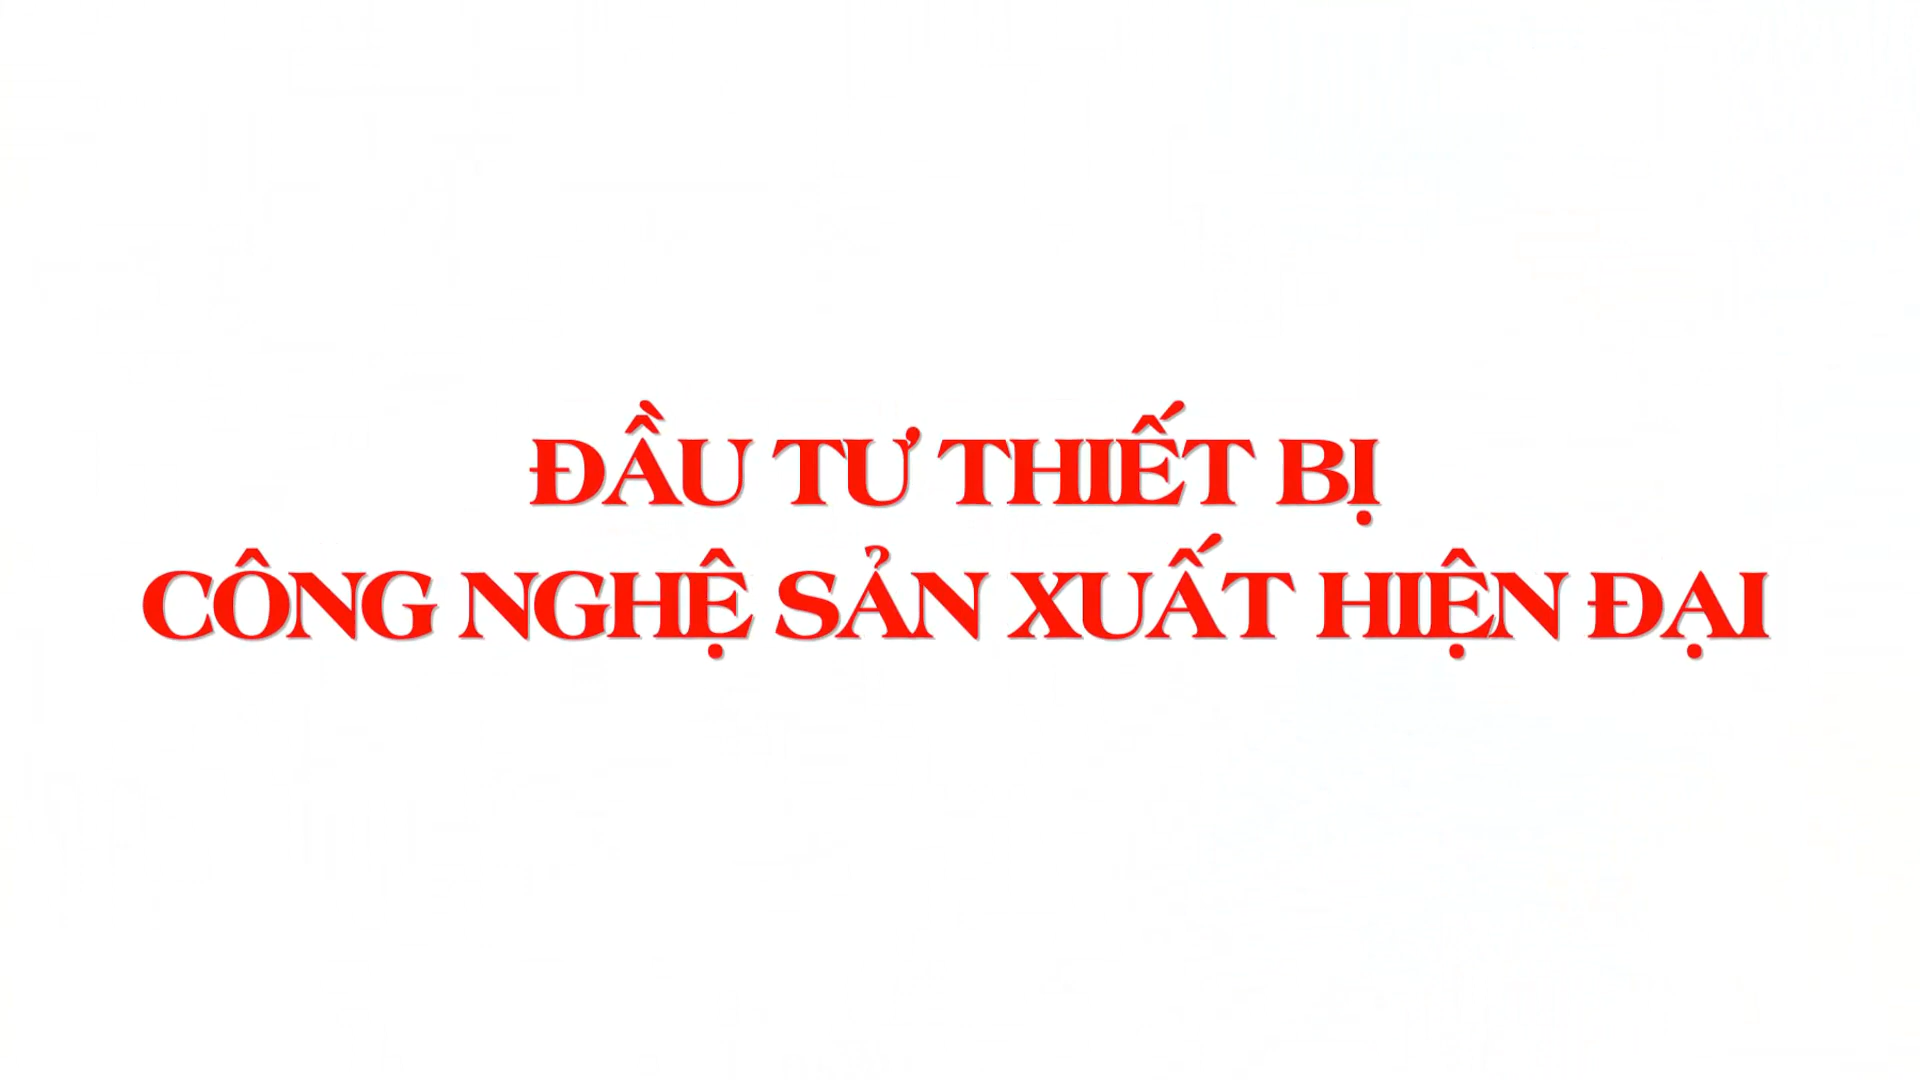 ĐẦU TƯ THIẾT BỊ
CÔNG NGHỆ SẢN XUẤT HIỆN ĐẠI